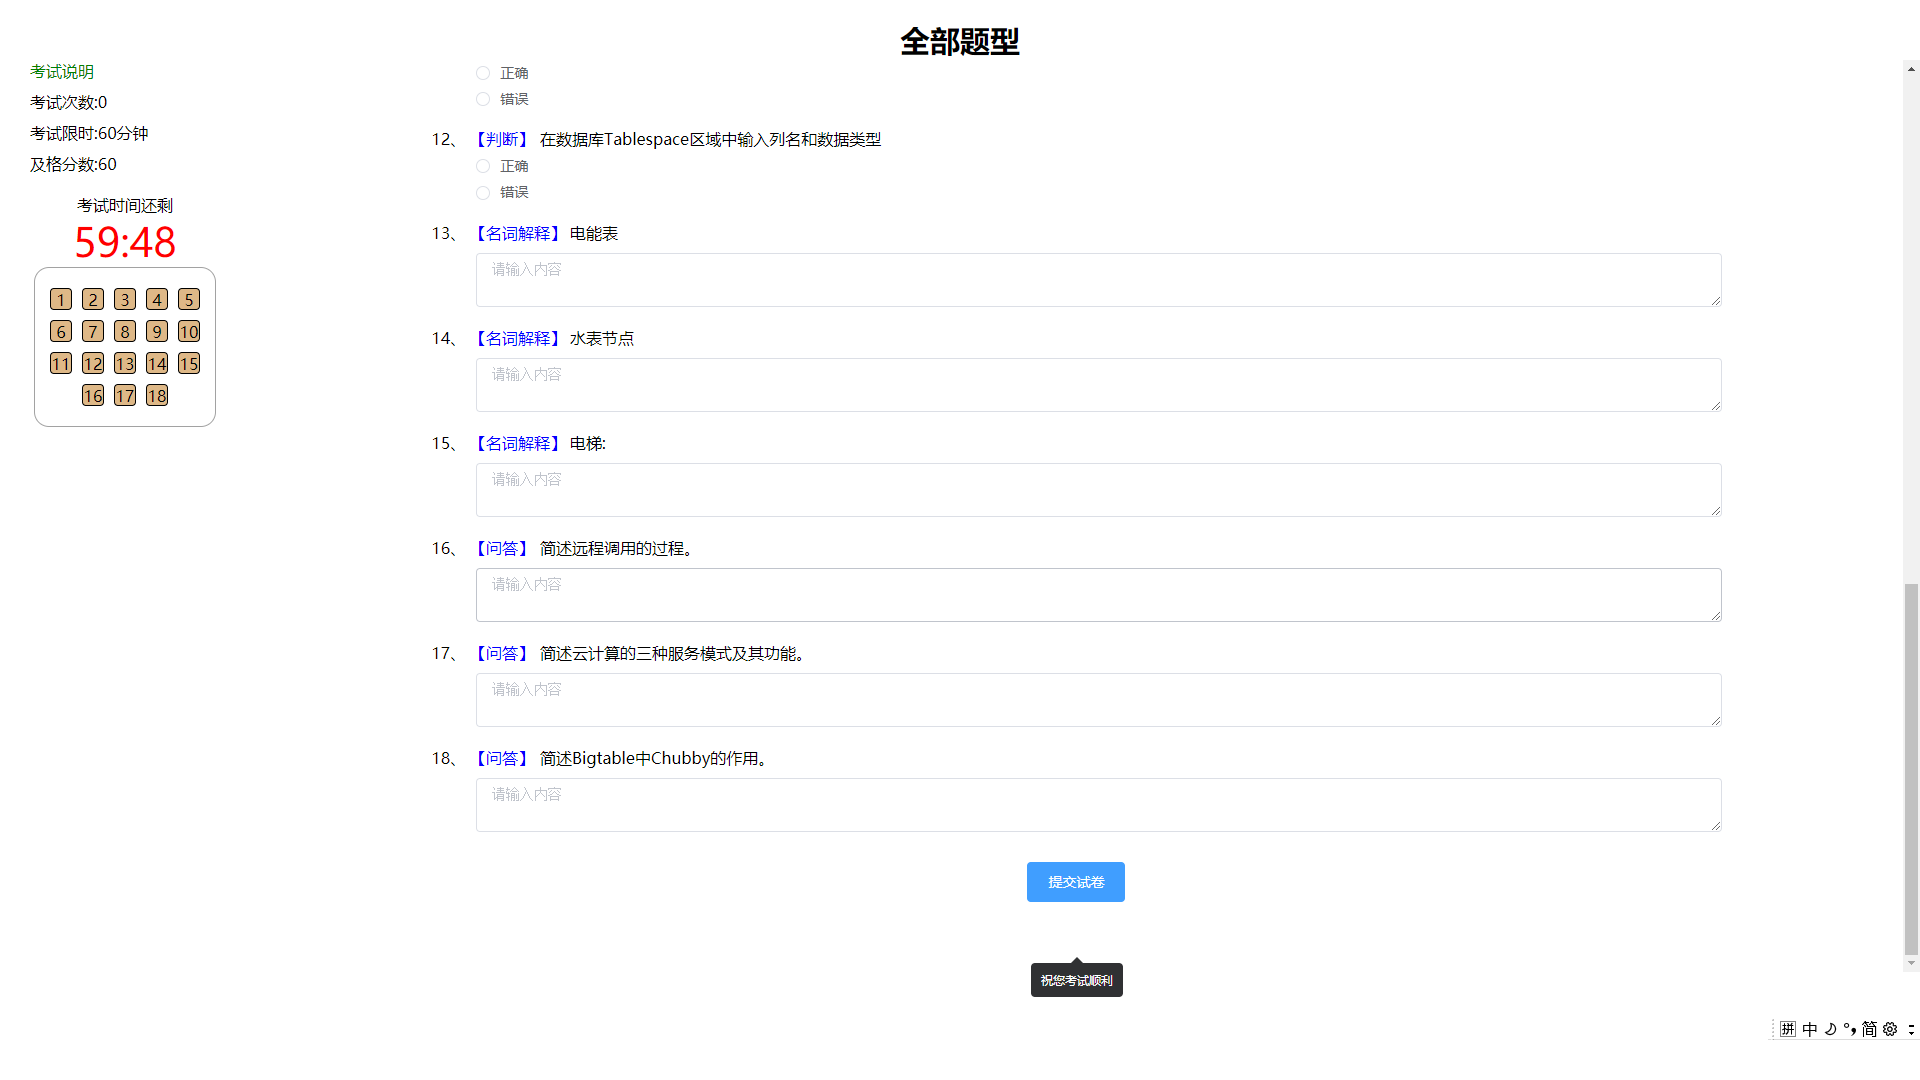 全部题型
考试说明
考试次数:0
考试限时:60分钟
及格分数:60
考试时间还剩
59:48
1 2 3 4 5
6 7 8 9 10
11 12 13 14 15
16 17 18
正确
错误
12、 【判断】 在数据库Tablespace区域中输入列名和数据类型
正确
错误
13、 【名词解释】 电能表
请输入内容
14、 【名词解释】 水表节点
请输入内容
15、 【名词解释】 电梯:
请输入内容
16、 【问答】 简述远程调用的过程。
请输入内容
17、 【问答】 简述云计算的三种服务模式及其功能。
请输入内容
18、 【问答】 简述Bigtable中Chubby的作用。
请输入内容
提交试卷
祝您考试顺利
拼 中 简